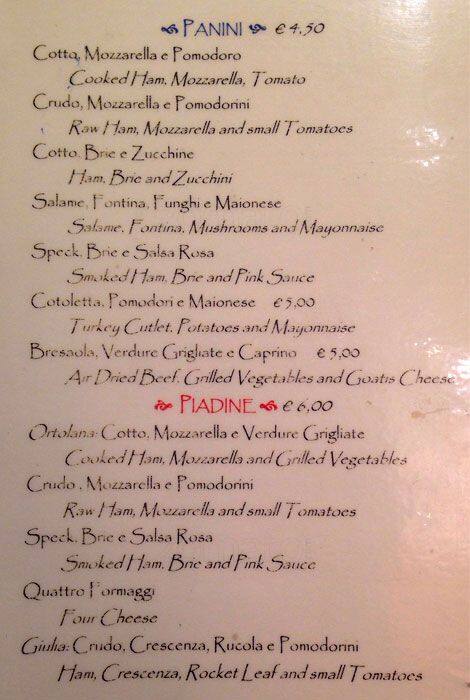 PANINI € 4,50
Cotto, Mozzarella e Pomodoro
Cooked Ham, Mozzarella, Tomato
Crudo, Mozzarella e Pomodorini
Raw Ham, Mozzarella and small Tomatoes
Cotto, Brie e Zucchine
Ham, Brie and Zucchini
Salame, Fontina, Funghi e Maionese
Salame, Fontina, Mushrooms and Mayonnaise
Speck, Brie e Salsa Rosa
Smoked Ham, Brie and Pink Sauce
Cotoletta, Pomodori e Maionese € 5,00
Turkey Cutlet, Potatoes and Mayonnaise
Bresaola, Verdure Grigliate e Caprino € 5,00
Air Dried Beef, Grilled Vegetables and Goatis Cheese
PIADINE € 6,00
Ortolana: Cotto, Mozzarella e Verdure Grigliate
Cooked Ham, Mozzarella and Grilled Vegetables
Crudo , Mozzarella e Pomodorini
Raw Ham, Mozzarella and small Tomatoes
Speck, Brie e Salsa Rosa
Smoked Ham, Brie and Pink Sauce
Quattro Formaggi
Four Cheese
Giulia: Crudo, Crescenza, Rucola e Pomodorini
Ham, Crescenza, Rocket Leaf and small Tomatoes